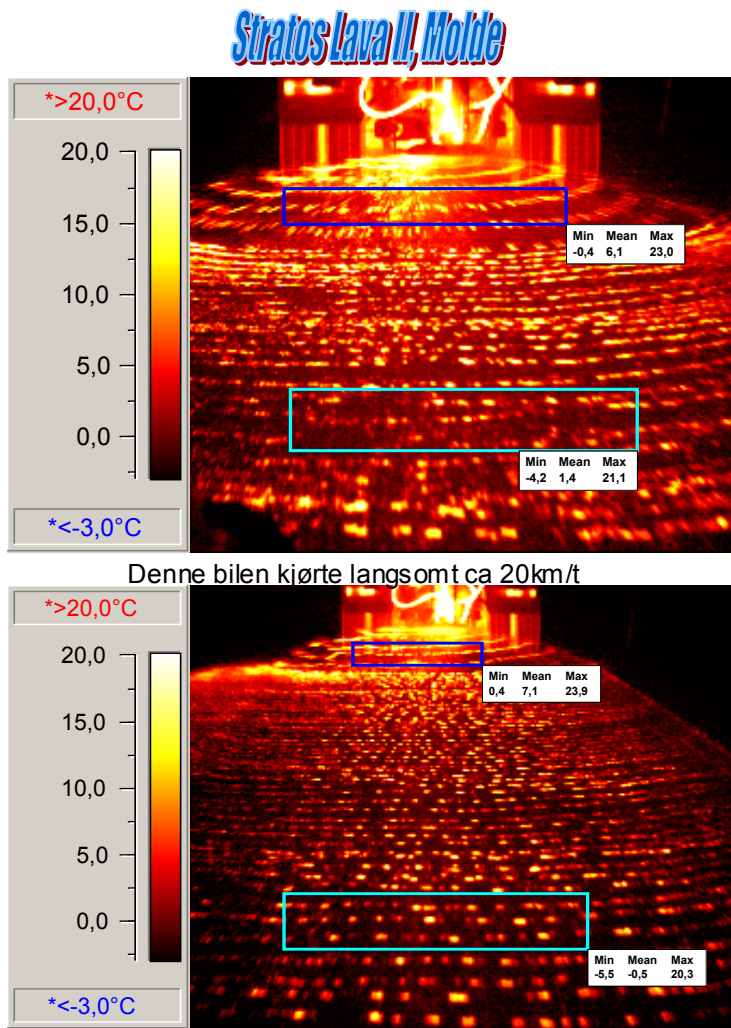 Stratos Lava II, Molde
*>20,0°C
20,0
15,0
10,0
5,0
0,0
*<-3,0°C
Min Mean Max
-0,4 6,1 23,0
Min Mean Max
-4,2 1,4 21,1
Denne bilen kjørte langsomt ca 20km/t
*>20,0°C
20,0
15,0
10,0
5,0
0,0
*<-3,0°C
Min Mean Max
0,4 7,1 23,9
Min Mean Max
-5,5 -0,5 20,3